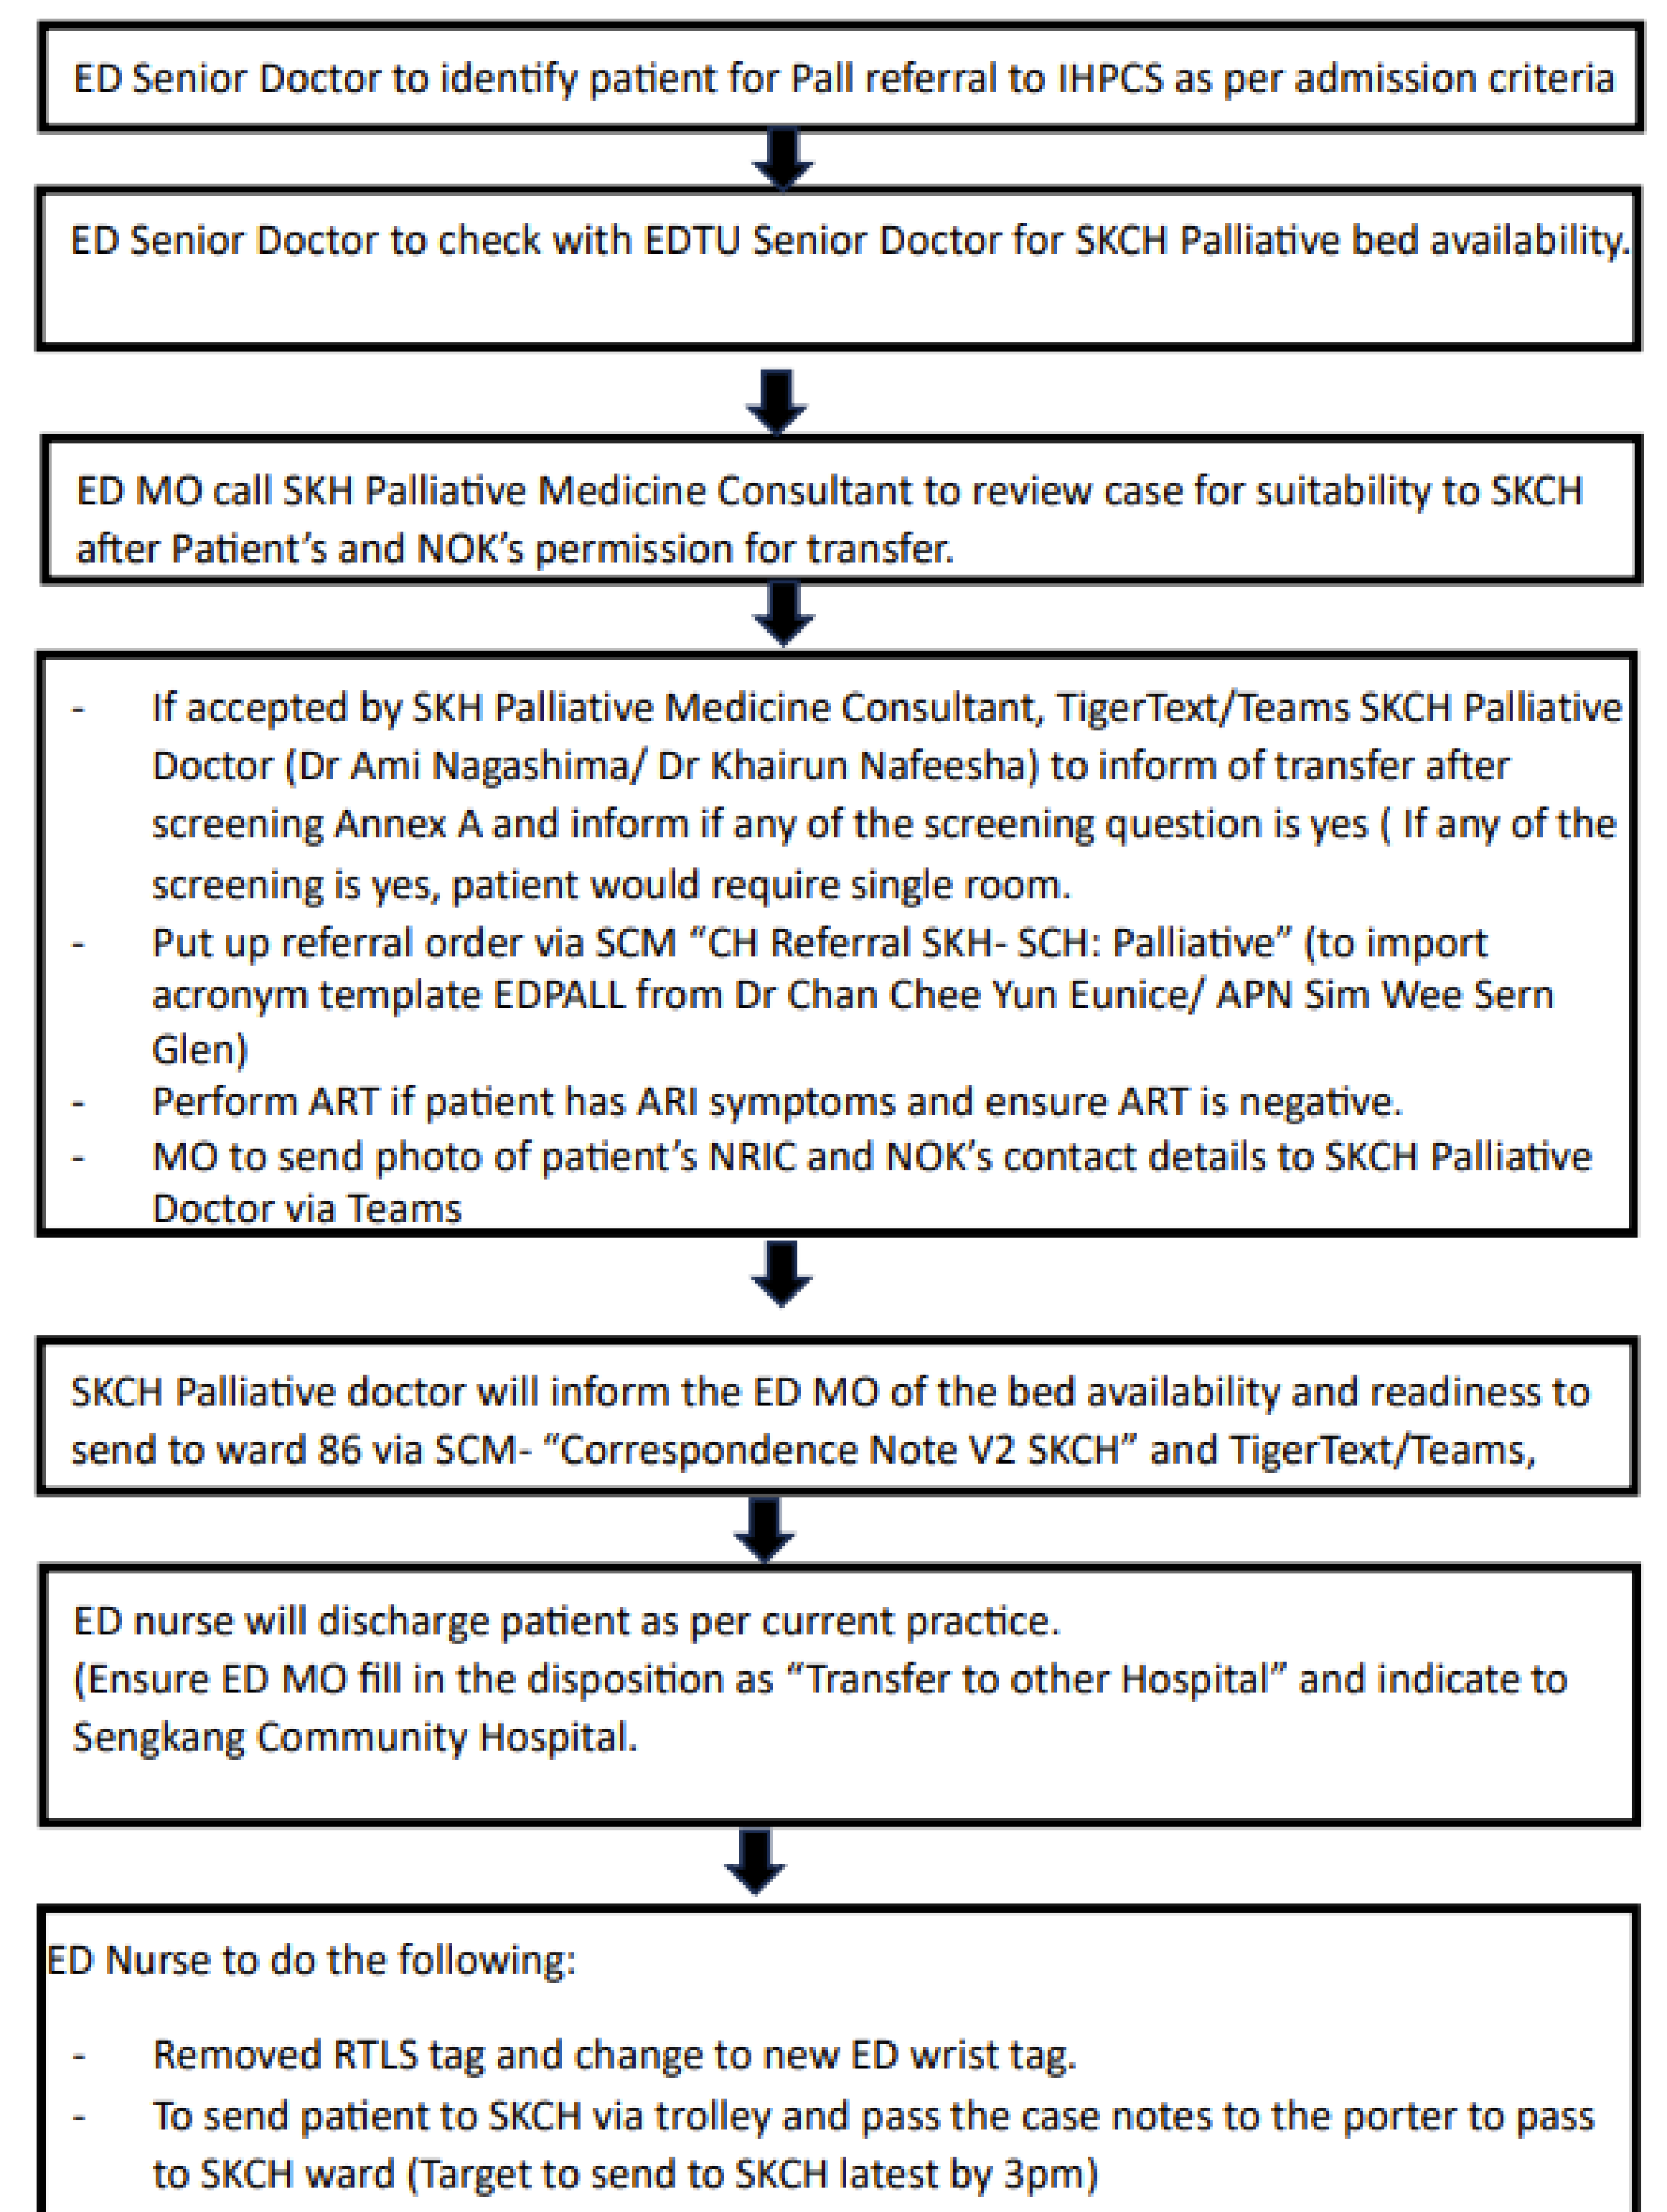 ED Senior Doctor to identify patient for Pall referral to IHPCS as per admission criteria
ED Senior Doctor to check with EDTU Senior Doctor for SKCH Palliative bed availability.
ED MO call SKH Palliative Medicine Consultant to review case for suitability to SKCH
after Patient's and NOK's permission for transfer.
- If accepted by SKH Palliative Medicine Consultant, TigerText/Teams SKCH Palliative
Doctor (Dr Ami Nagashima/ Dr Khairun Nafeesha) to inform of transfer after
screening Annex A and inform if any of the screening question is yes ( If any of the
screening is yes, patient would require single room.
- Put up referral order via SCM “CH Referral SKH- SCH: Palliative” (to import
acronym template EDPALL from Dr Chan Chee Yun Eunice/ APN Sim Wee Sern
Glen)
- Perform ART if patient has ARI symptoms and ensure ART is negative.
- MO to send photo of patient's NRIC and NOK's contact details to SKCH Palliative
Doctor via Teams
SKCH Palliative doctor will inform the ED MO of the bed availability and readiness to
send to ward 86 via SCM- “Correspondence Note V2 SKCH” and TigerText/Teams,
ED nurse will discharge patient as per current practice.
(Ensure ED MO fill in the disposition as “Transfer to other Hospital” and indicate to
Sengkang Community Hospital.
ED Nurse to do the following:
- Removed RTLS tag and change to new ED wrist tag.
- To send patient to SKCH via trolley and pass the case notes to the porter to pass
to SKCH ward (Target to send to SKCH latest by 3pm)